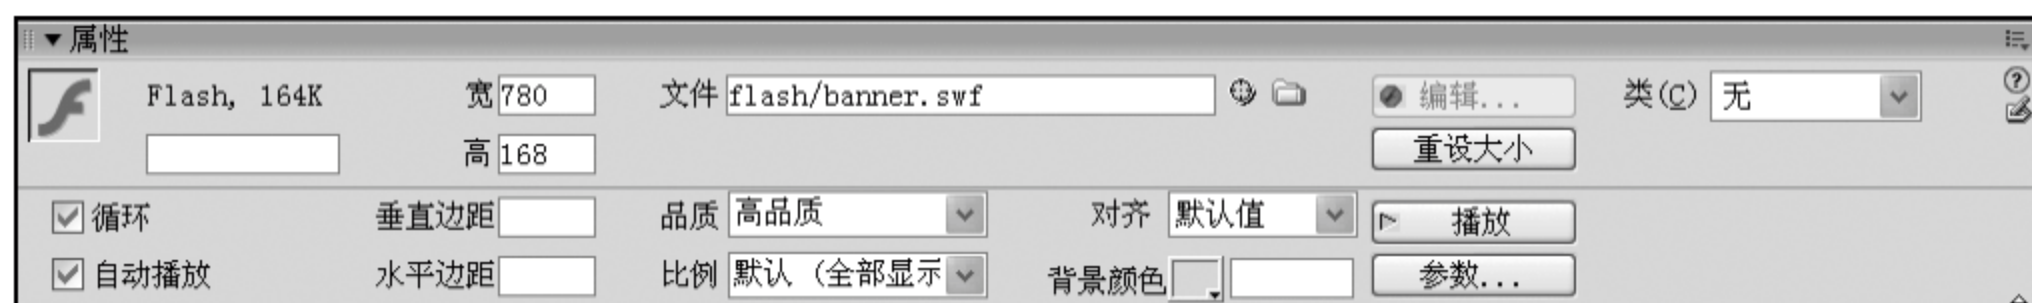 属性
Flash, 164K 宽 780 文件 flash/banner.swf 编辑... 类(C) 无
高 168 重设大小
循环 垂直边距 品质 高品质 对齐 默认值 播放
自动播放 水平边距 比例 默认 (全部显示 背景颜色 参数...